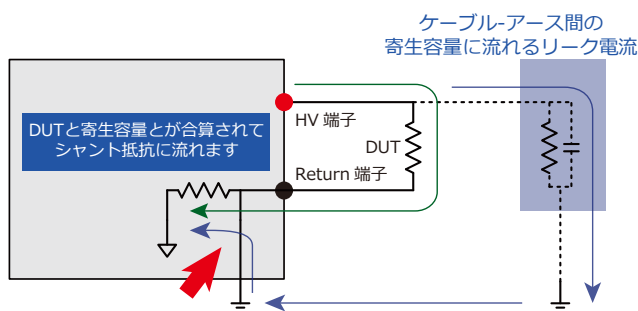 ケーブル-アース間の
寄生容量に流れるリーク電流
DUTと寄生容量とが合算されて
シャント抵抗に流れます
HV 端子
DUT
Return 端子